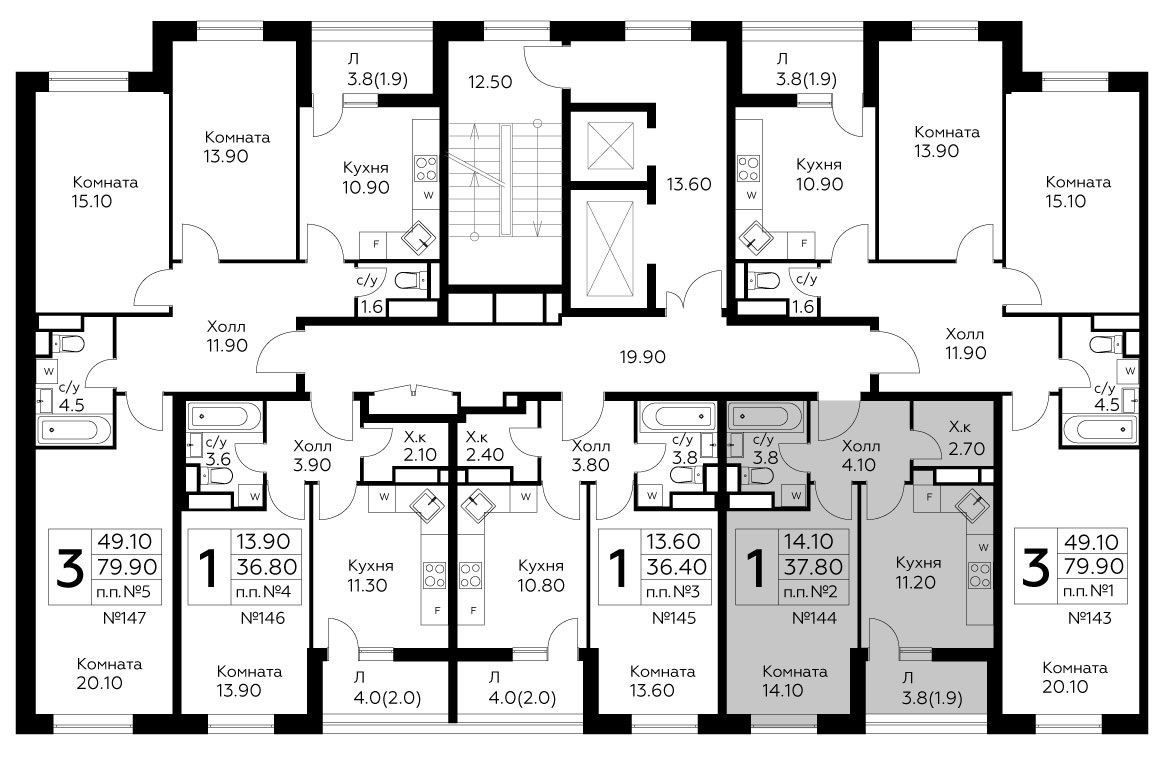 Л
3.8(1.9)
12.50
Л
3.8(1.9)
Комната
13.90
Комната
13.90
Кухня
10.90
W
F
Кухня
10.90
W
F
Комната
15.10
13.60
Комната
15.10
с/у
1.6
с/у
1.6
Холл
11.90
19.90
Холл
11.90
W
с/у
4.5
W
с/у
4.5
с/у
3.6
W
Холл
3.90
Х.к
2.10
Х.к
2.40
Холл
3.80
с/у
3.8
W
с/у
3.8
W
Холл
4.10
Х.к
2.70
3
49.10
79.90
п.п.№5
№147
1
13.90
36.80
п.п.№4
№146
W
Кухня
11.30
F
W
Кухня
10.80
F
1
13.60
36.40
п.п.№3
№145
1
14.10
37.80
п.п.№2
№144
F
W
Кухня
11.20
3
49.10
79.90
п.п.№1
№143
Комната
20.10
Комната
13.90
Л
4.0(2.0)
Л
4.0(2.0)
Комната
13.60
Комната
14.10
Л
3.8(1.9)
Комната
20.10